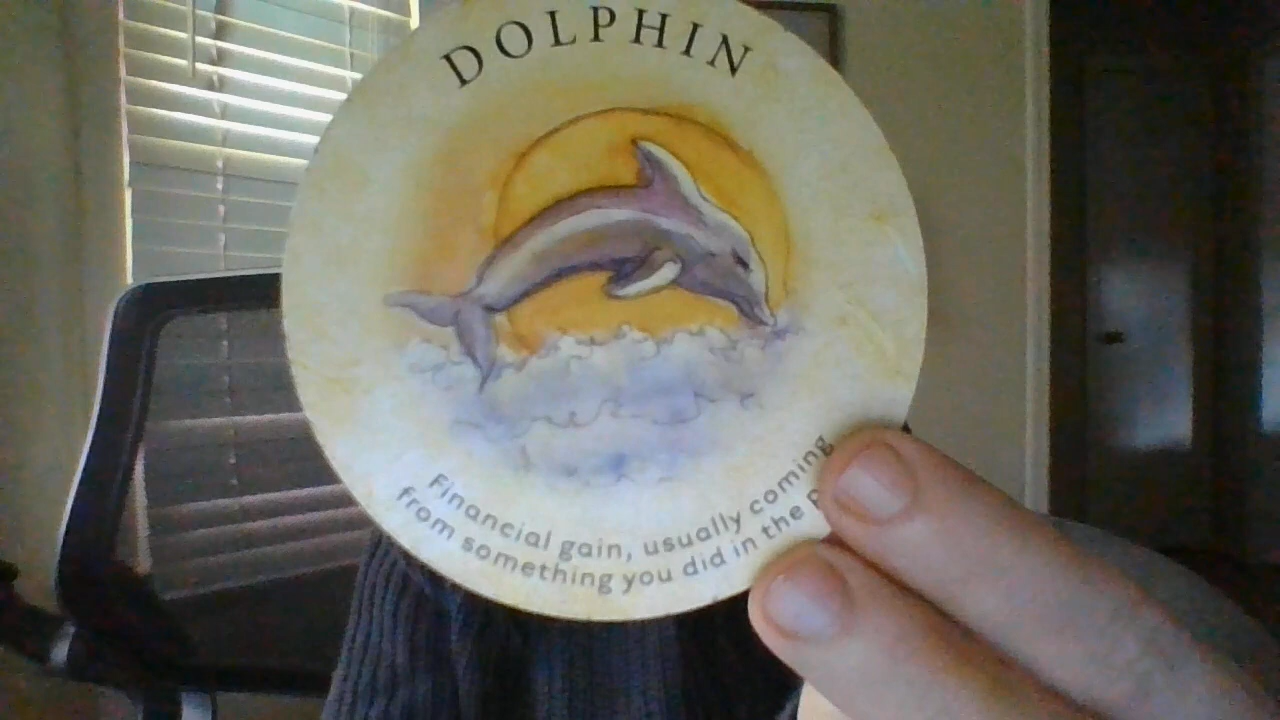 DOLPHIN
Financial gain, usually coming
from something you did in the